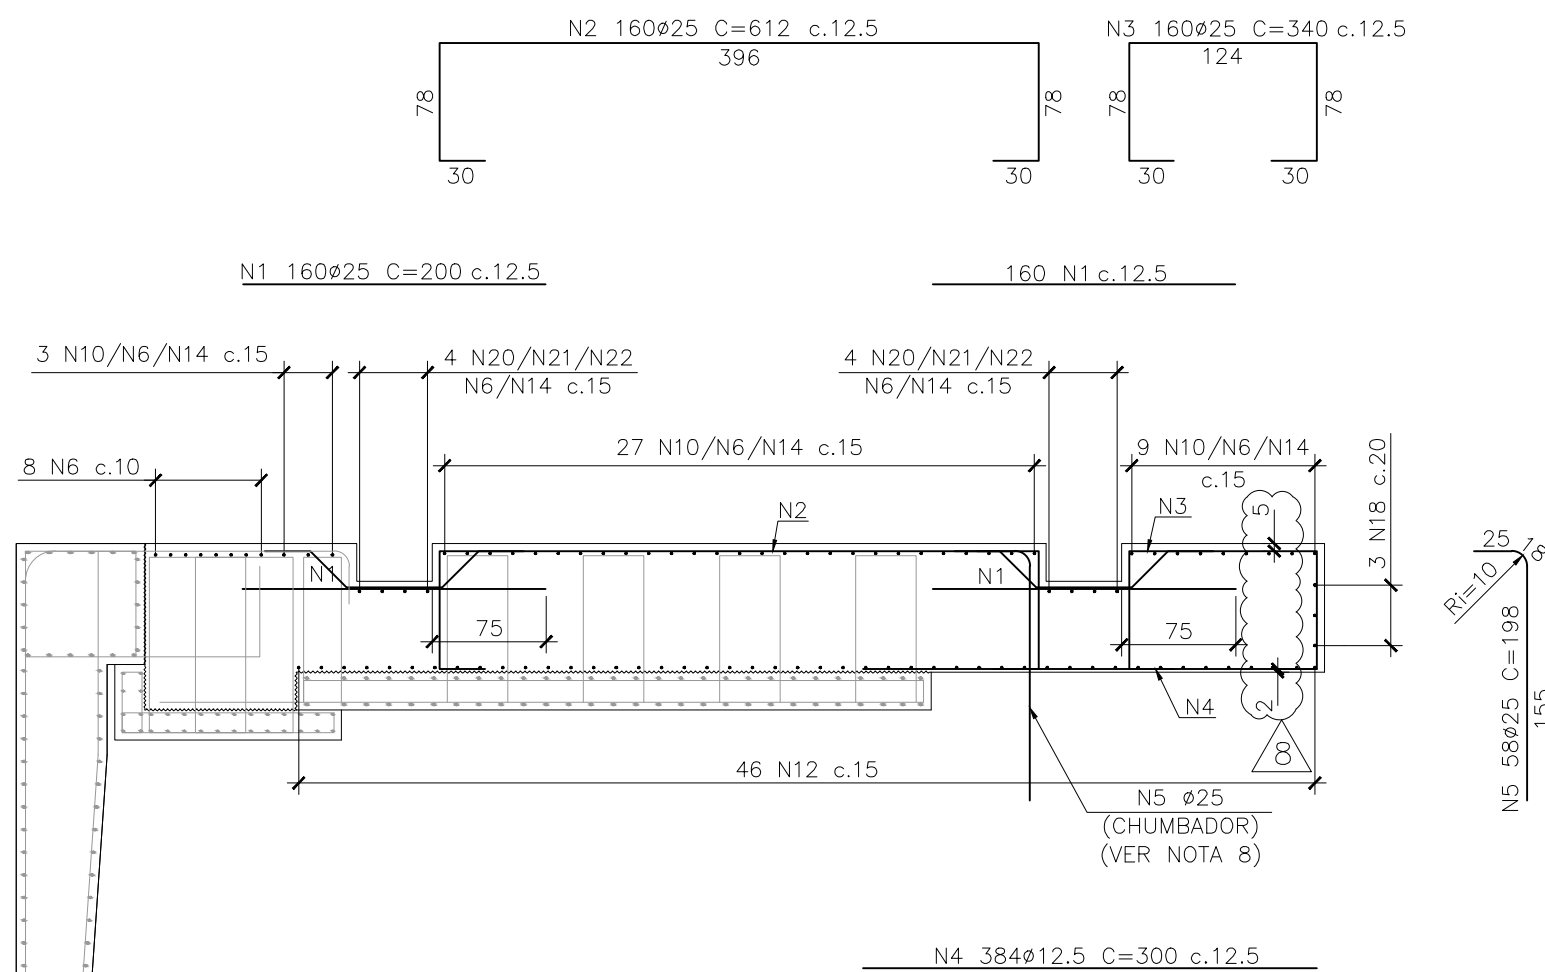 N2 160ø25 C=612 c.12.5
396
78
78
30
30
N3 160ø25 C=340 c.12.5
124
78
78
30
30
N1 160ø25 C=200 c.12.5
160 N1 c.12.5
3 N10/N6/N14 c.15
4 N20/N21/N22
N6/N14 c.15
4 N20/N21/N22
N6/N14 c.15
8 N6 c.10
27 N10/N6/N14 c.15
9 N10/N6/N14
c.15
3 N18 c.20
N2
N3
5
N1
N1
75
75
25
18
Ri=10
N5 58ø25 C=198
155
N4
2
8
46 N12 c.15
N5 ø25
(CHUMBADOR)
(VER NOTA 8)
N4 384ø12.5 C=300 c.12.5